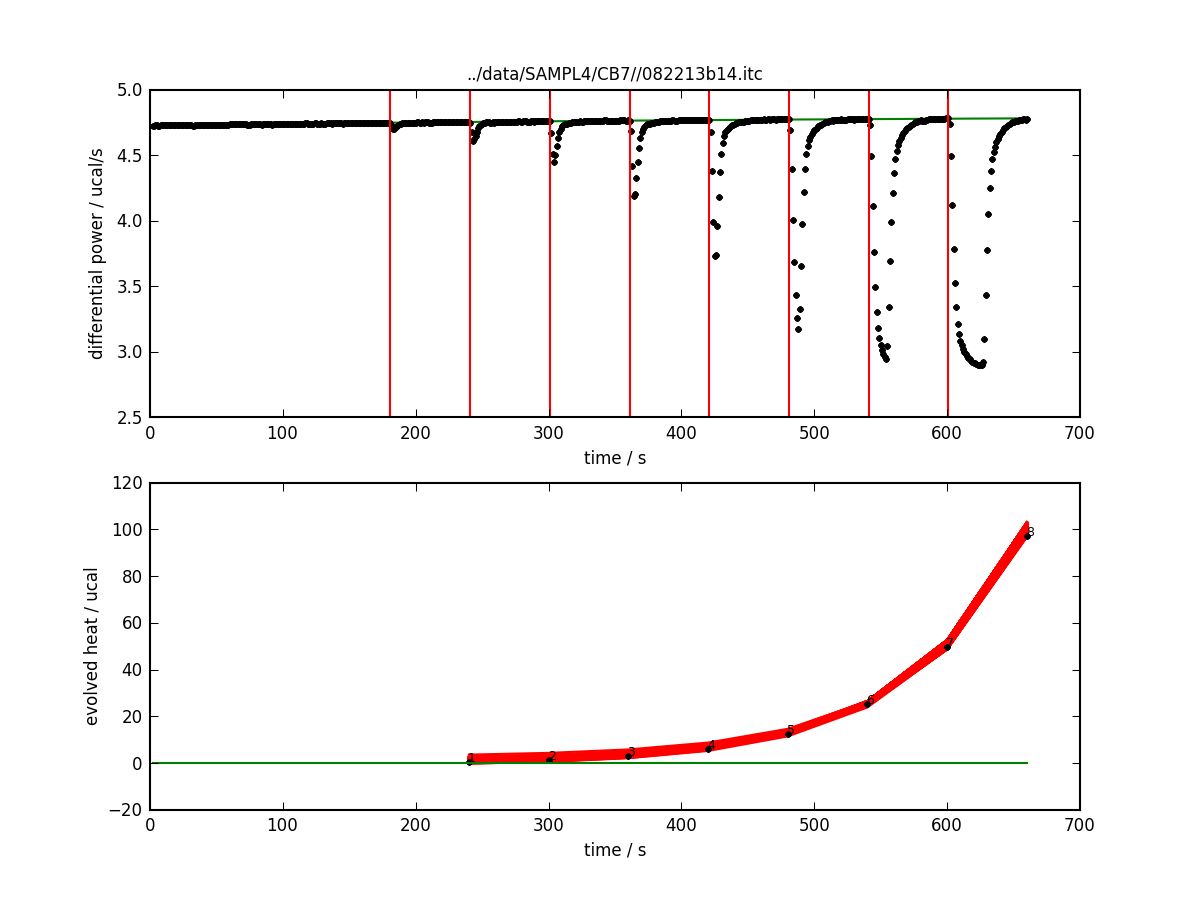 ../data/SAMPL4/CB7//082213b14.itc
5.0
4.5
4.0
3.5
3.0
2.5
differential power / ucal/s
0 100 200 300 400 500 600 700
time / s
120
100
80
60
40
20
0
−20
evolved heat / ucal
1 2 3 4 5 6 7 8
0 100 200 300 400 500 600 700
time / s